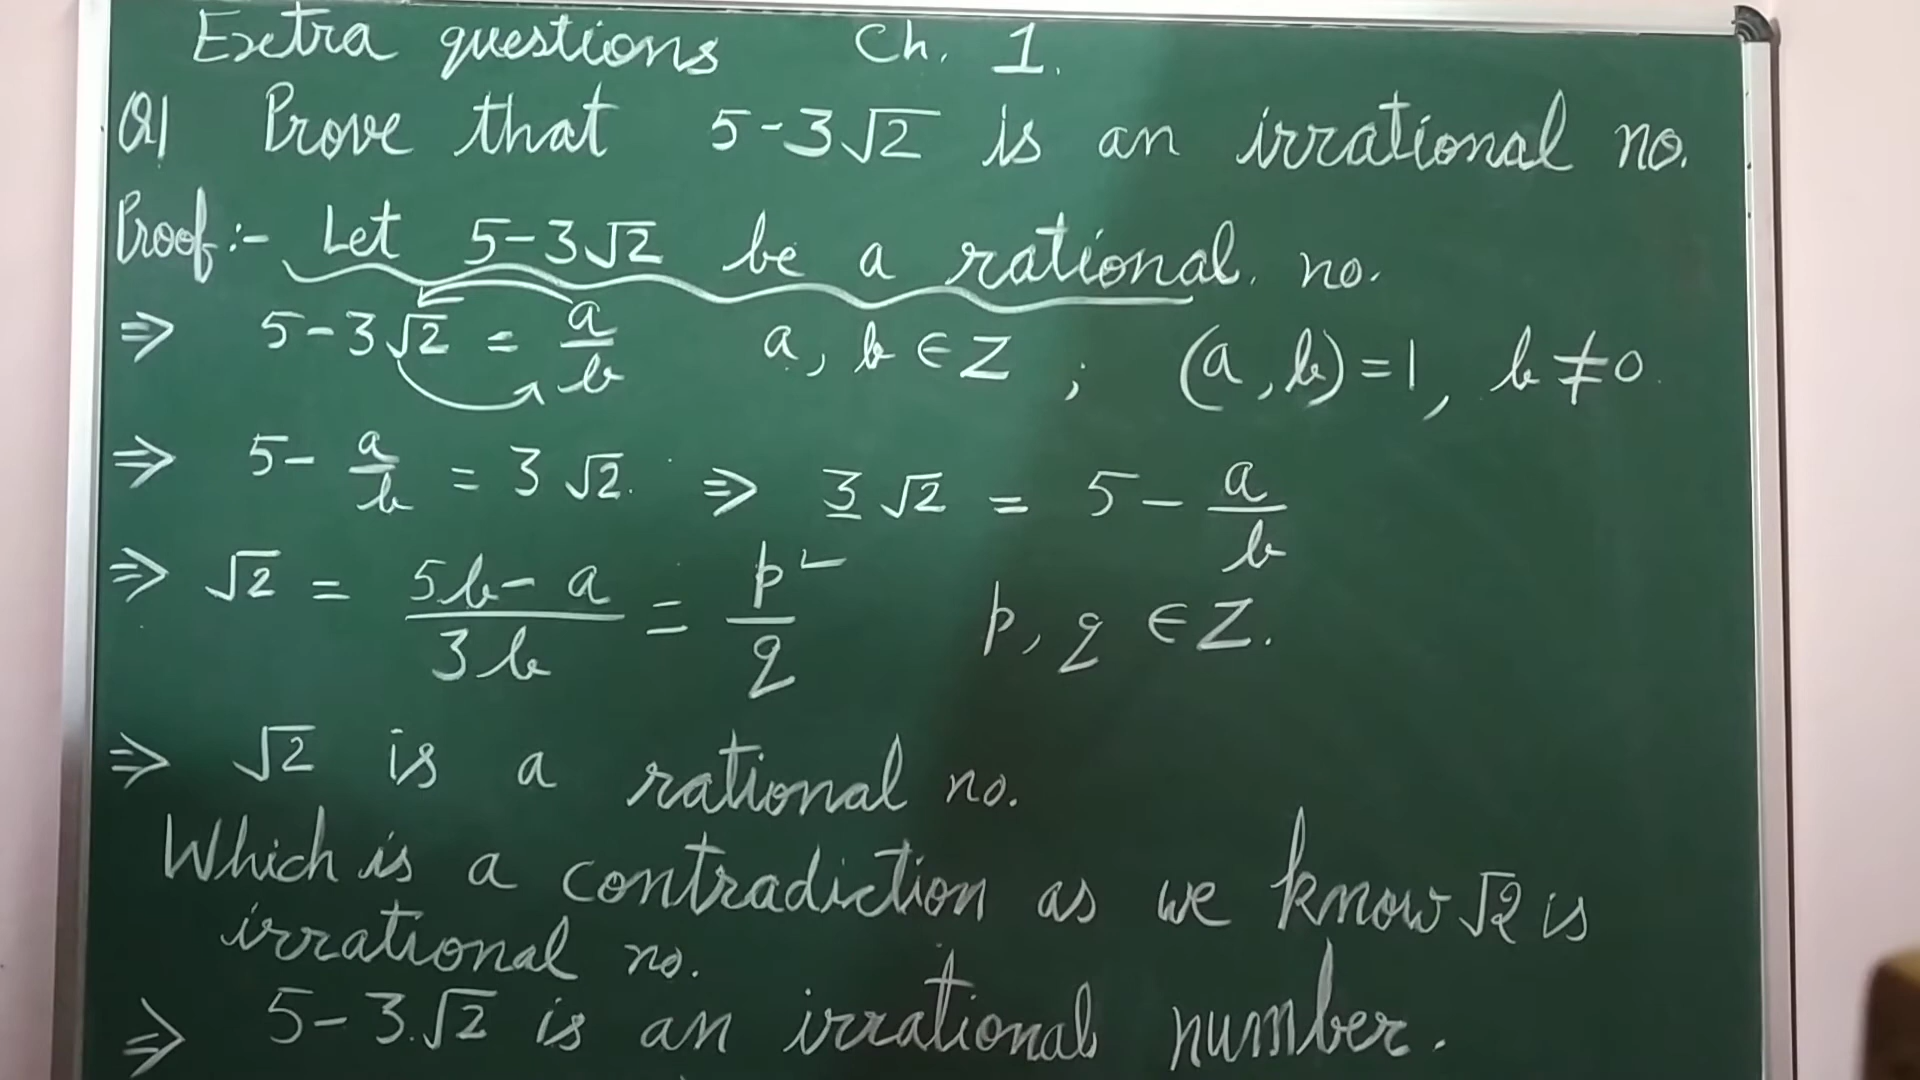 Extra questions Ch. 1.
Q1 Prove that 5-3√2 is an irrational no.
Proof:- Let 5-3√2 be a rational no.
⇒ 5-3√2 = a/b a, b ∈ Z ; (a, b)=1, b ≠ 0.
⇒ 5- a/b = 3√2. ⇒ 3√2 = 5 - a/b
⇒ √2 = 5b-a/3b = p/q p, q ∈ Z.
⇒ √2 is a rational no.
Which is a contradiction as we know √2 is
irrational no.
⇒ 5-3.√2 is an irrational number.